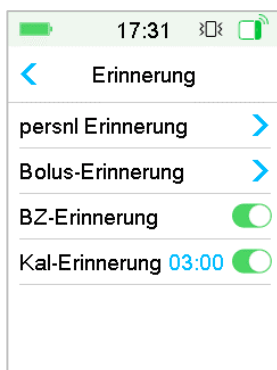 17:31
Erinnerung
persnl Erinnerung
Bolus-Erinnerung
BZ-Erinnerung
Kal-Erinnerung 03:00